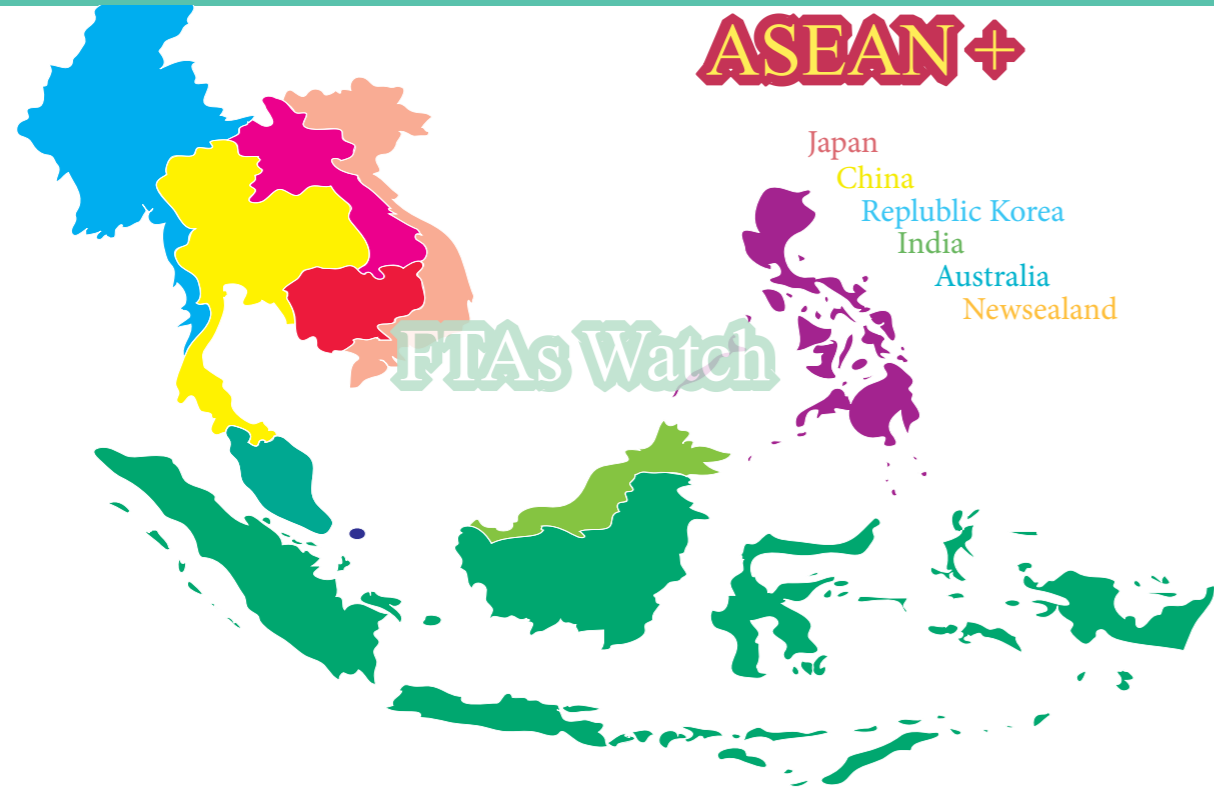 ASEAN+
Japan
China
Replublic Korea
India
Australia
Newsealand
FTAs Watch